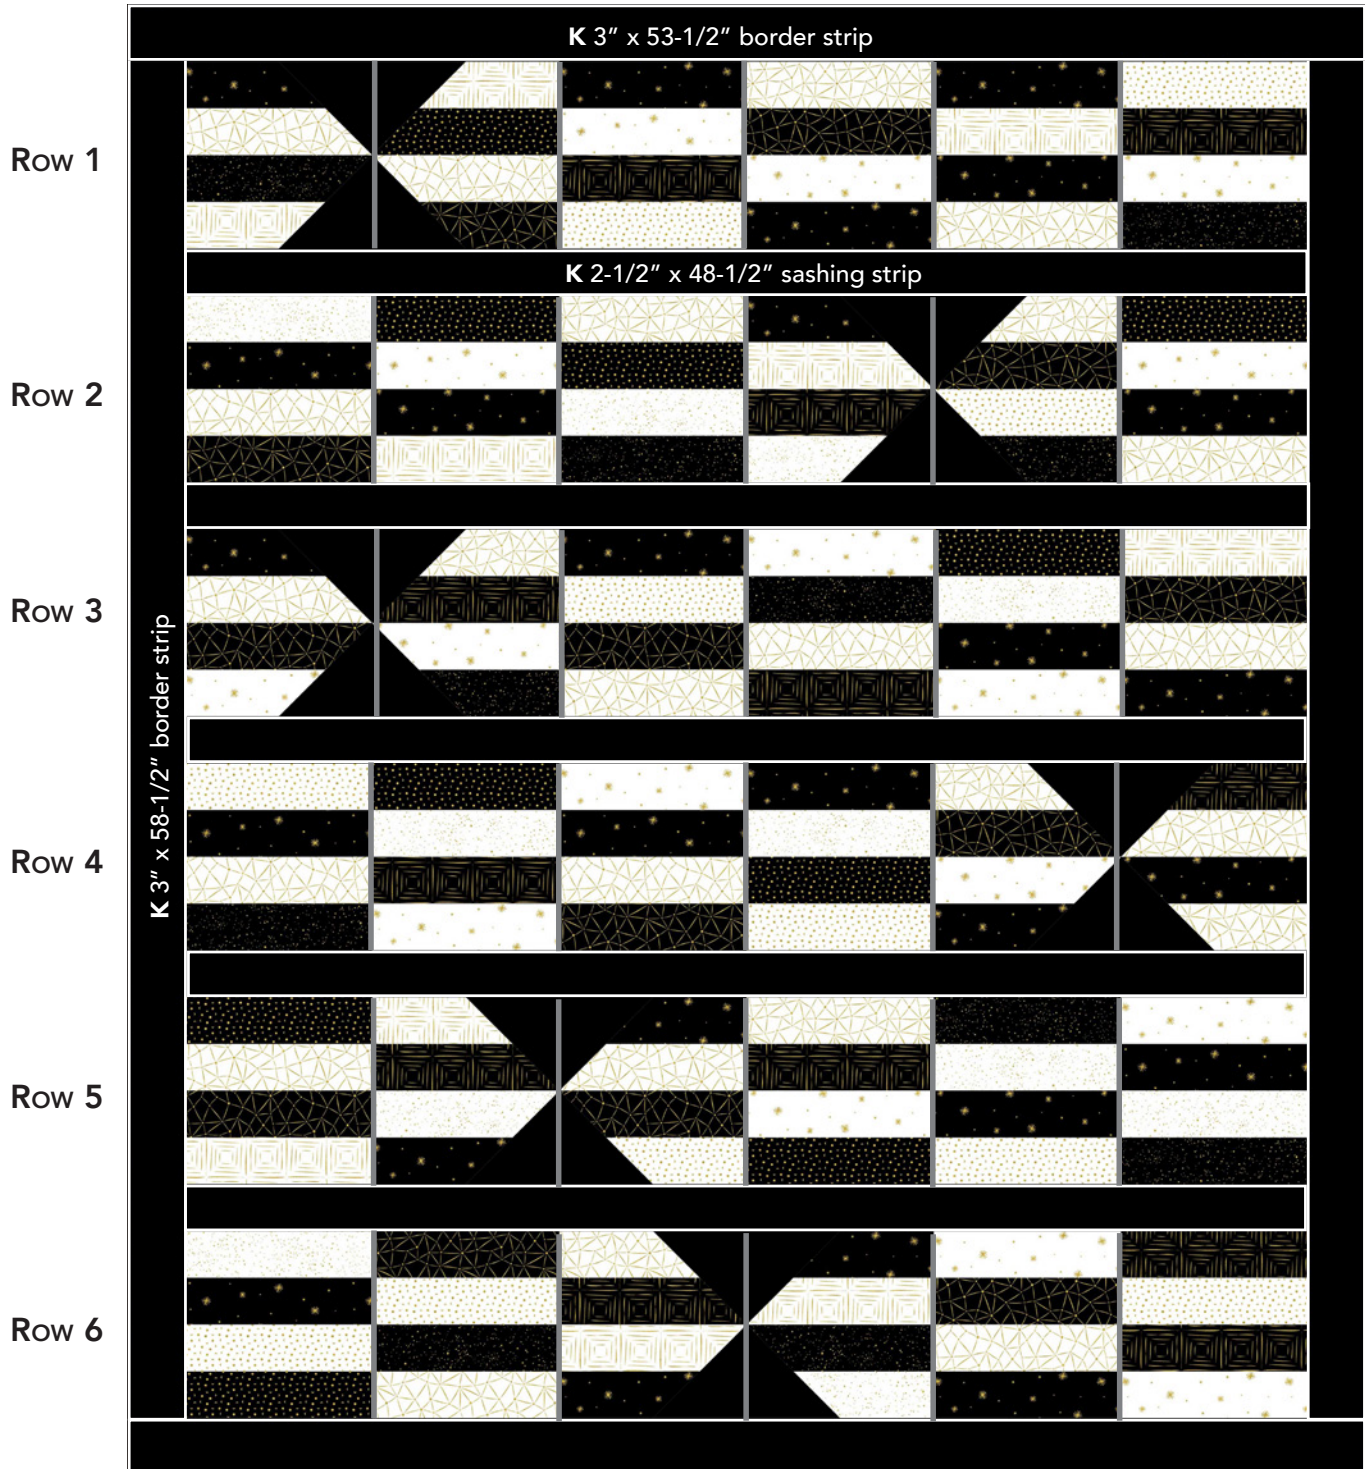 K 3” x 53-1/2” border strip
Row 1
K 2-1/2” x 48-1/2” sashing strip
Row 2
Row 3
K 3” x 58-1/2” border strip
Row 4
Row 5
Row 6